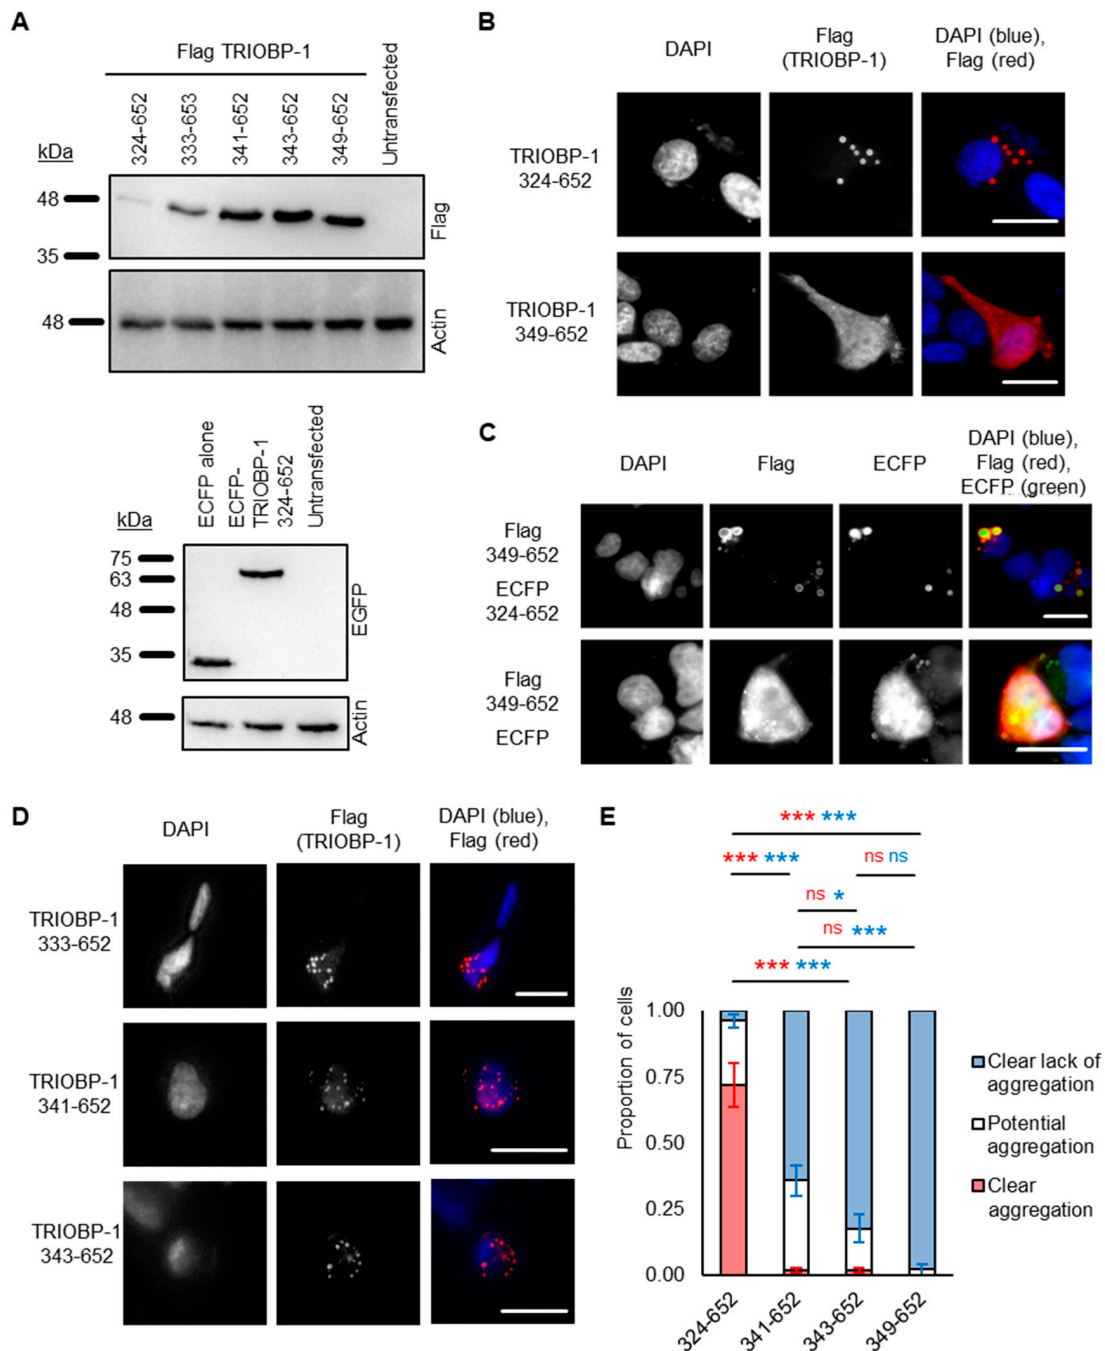 A
Flag TRIOBP-1
324-652
333-653
341-652
343-652
349-652
Untransfected
kDa
48
35
Flag
48
Actin
kDa
ECFP alone
ECFP-
TRIOBP-1
324-652
Untransfected
75
63
48
35
EGFP
48
Actin
B
DAPI
Flag
(TRIOBP-1)
DAPI (blue),
Flag (red)
TRIOBP-1
324-652
TRIOBP-1
349-652
C
DAPI
Flag
ECFP
DAPI (blue),
Flag (red),
ECFP (green)
Flag
349-652
ECFP
324-652
Flag
349-652
ECFP
D
DAPI
Flag
(TRIOBP-1)
DAPI (blue),
Flag (red)
TRIOBP-1
333-652
TRIOBP-1
341-652
TRIOBP-1
343-652
E
*** ***
*** ***
ns ns
ns *
ns ***
*** ***
Proportion of cells
1.00
0.75
0.50
0.25
0.00
324-652
341-652
343-652
349-652
Clear lack of
aggregation
Potential
aggregation
Clear
aggregation